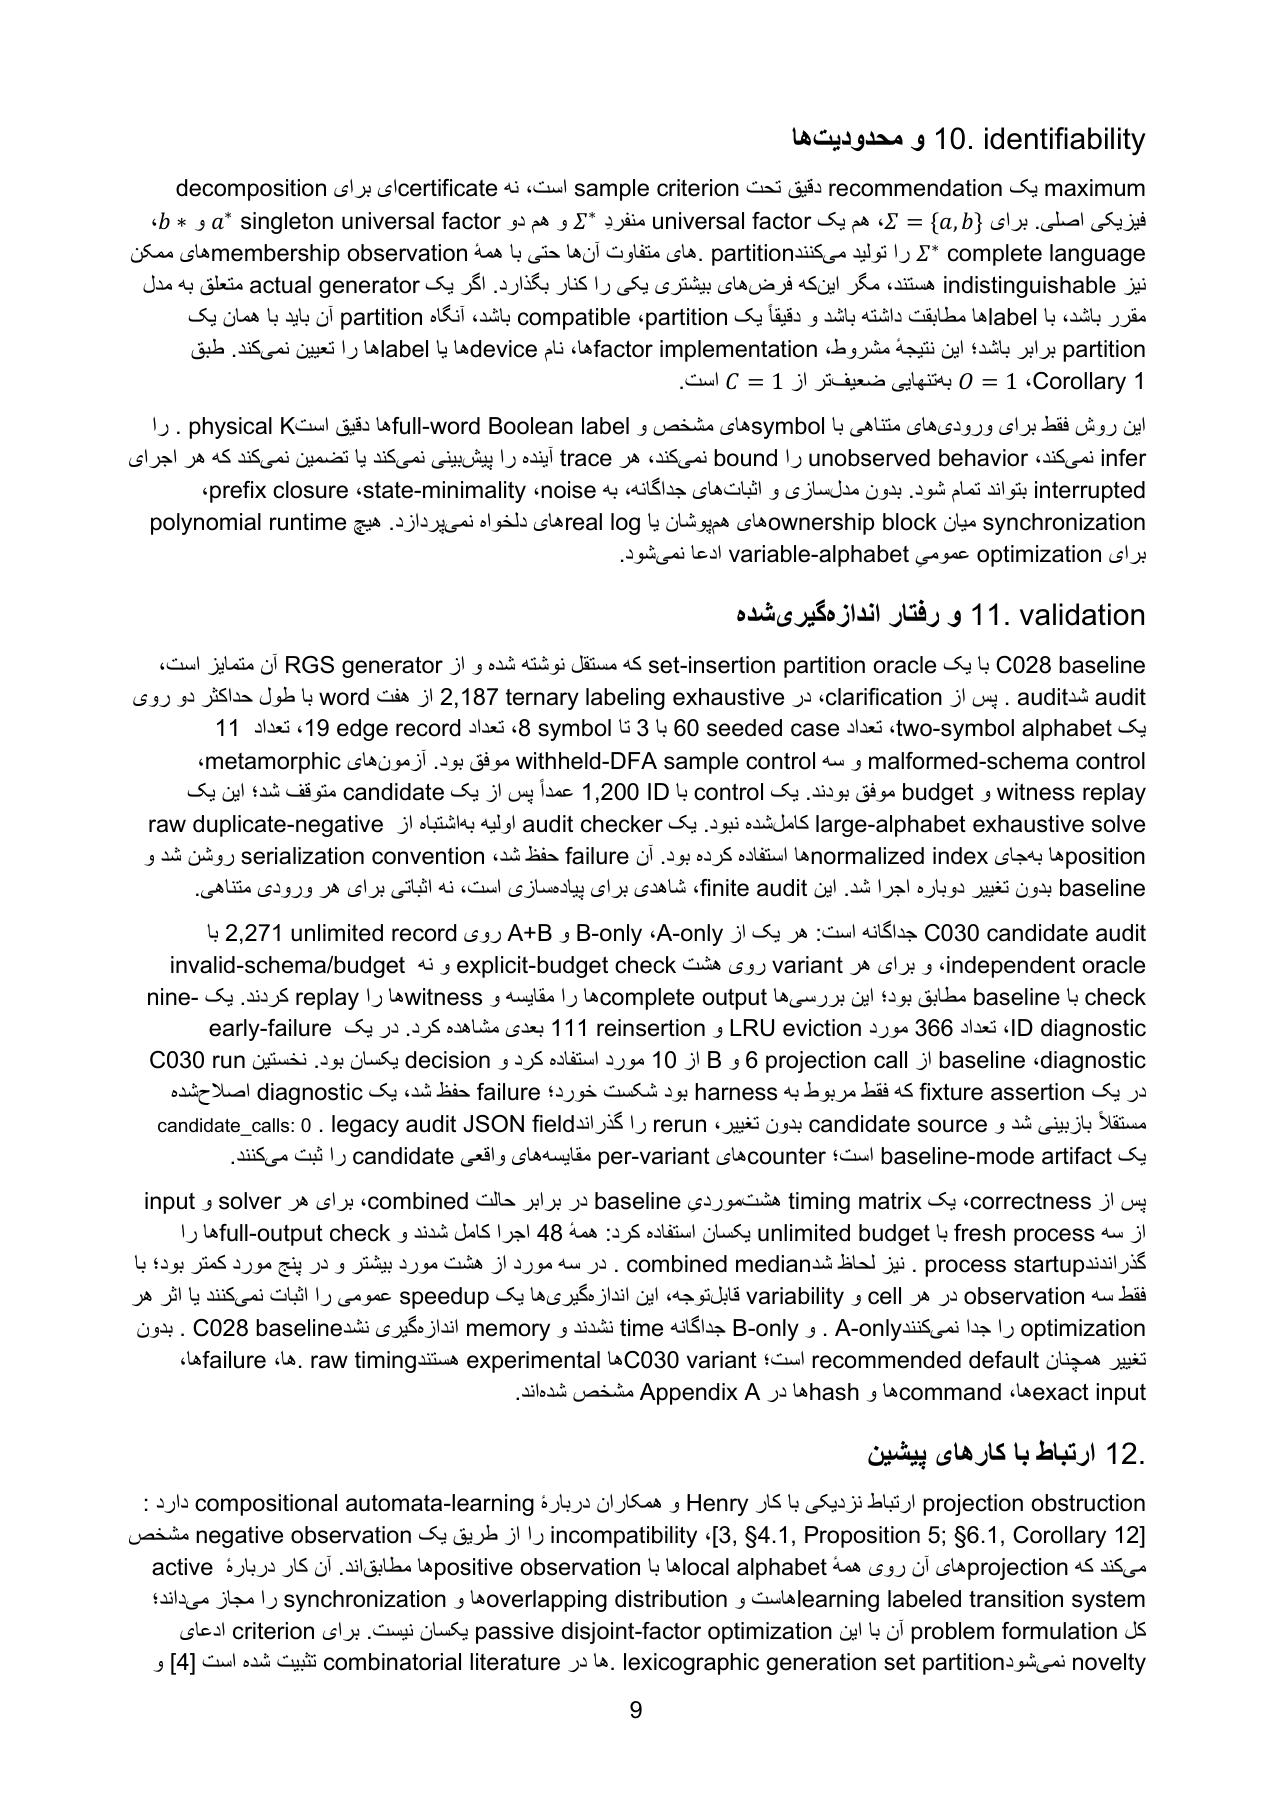 10. identifiability و محدودیت‌ها
maximum یک recommendation دقیق تحت sample criterion است، نه certificateای برای decomposition
فیزیکی اصلی. برای Σ = {a, b}، هم یک universal factor منفردِ Σ* و هم دو singleton universal factor a* و b *،
complete language Σ* را تولید می‌کنندpartition .های متفاوت آن‌ها حتی با همهٔ membership observationهای ممکن
نیز indistinguishable هستند، مگر این‌که فرض‌های بیشتری یکی را کنار بگذارد. اگر یک actual generator متعلق به مدل
مقرر باشد، با labelها مطابقت داشته باشد و دقیقاً یک partition، compatible باشد، آنگاه partition آن باید با همان یک
partition برابر باشد؛ این نتیجهٔ مشروط، factor implementationها، نام deviceها یا labelها را تعیین نمی‌کند. طبق
Corollary 1، O = 1 به‌تنهایی ضعیف‌تر از C = 1 است.
این روش فقط برای ورودی‌های متناهی با symbolهای مشخص و full-word Boolean labelها دقیق استphysical K . را
infer نمی‌کند، unobserved behavior را bound نمی‌کند، هر trace آینده را پیش‌بینی نمی‌کند یا تضمین نمی‌کند که هر اجرای
interrupted بتواند تمام شود. بدون مدل‌سازی و اثبات‌های جداگانه، به noise، state-minimality، prefix closure،
synchronization میان ownership blockهای هم‌پوشان یا real logهای دلخواه نمی‌پردازد. هیچ polynomial runtime
برای optimization عمومیِ variable-alphabet ادعا نمی‌شود.
11. validation و رفتار اندازه‌گیری‌شده
C028 baseline با یک set-insertion partition oracle که مستقل نوشته شده و از RGS generator آن متمایز است،
audit شدaudit . پس از clarification، در 2,187 ternary labeling exhaustive از هفت word با طول حداکثر دو روی
یک two-symbol alphabet، تعداد 60 seeded case با 3 تا 8 symbol، تعداد 19 edge record، تعداد 11
malformed-schema control و سه withheld-DFA sample control موفق بود. آزمون‌های metamorphic،
witness replay و budget موفق بودند. یک control با 1,200 ID عمداً پس از یک candidate متوقف شد؛ این یک
large-alphabet exhaustive solve کامل‌شده نبود. یک audit checker اولیه به‌اشتباه از raw duplicate-negative
positionها به‌جای normalized indexها استفاده کرده بود. آن failure حفظ شد، serialization convention روشن شد و
baseline بدون تغییر دوباره اجرا شد. این finite audit، شاهدی برای پیاده‌سازی است، نه اثباتی برای هر ورودی متناهی.
C030 candidate audit جداگانه است: هر یک از A-only، B-only و A+B روی 2,271 unlimited record با
independent oracle، و برای هر variant روی هشت explicit-budget check و نه invalid-schema/budget
check با baseline مطابق بود؛ این بررسی‌ها complete outputها را مقایسه و witnessها را replay کردند. یک nine-
ID diagnostic، تعداد 366 مورد LRU eviction و 111 reinsertion بعدی مشاهده کرد. در یک early-failure
diagnostic، baseline از 6 projection call و B از 10 مورد استفاده کرد و decision یکسان بود. نخستین C030 run
در یک fixture assertion که فقط مربوط به harness بود شکست خورد؛ failure حفظ شد، یک diagnostic اصلاح‌شده
مستقلاً بازبینی شد و candidate source بدون تغییر، rerun را گذراندlegacy audit JSON field . candidate_calls: 0
یک baseline-mode artifact است؛ counterهای per-variant مقایسه‌های واقعی candidate را ثبت می‌کنند.
پس از correctness، یک timing matrix هشت‌موردیِ baseline در برابر حالت combined، برای هر solver و input
از سه fresh process با unlimited budget یکسان استفاده کرد: همهٔ 48 اجرا کامل شدند و full-output checkها را
گذراندندprocess startup . نیز لحاظ شدcombined median . در سه مورد از هشت مورد بیشتر و در پنج مورد کمتر بود؛ با
فقط سه observation در هر cell و variability قابل‌توجه، این اندازه‌گیری‌ها یک speedup عمومی را اثبات نمی‌کنند یا اثر هر
optimization را جدا نمی‌کنندA-only . و B-only جداگانه time نشدند و memory اندازه‌گیری نشدC028 baseline . بدون
تغییر همچنان recommended default است؛ C030 variantها experimental هستندraw timing .ها، failureها،
exact inputها، commandها و hashها در Appendix A مشخص شده‌اند.
12. ارتباط با کارهای پیشین
projection obstruction ارتباط نزدیکی با کار Henry و همکاران دربارهٔ compositional automata-learning دارد :
[3, §4.1, Proposition 5; §6.1, Corollary 12]، incompatibility را از طریق یک negative observation مشخص
می‌کند که projectionهای آن روی همهٔ local alphabetها با positive observationها مطابق‌اند. آن کار دربارهٔ active
learning labeled transition systemهاست و overlapping distributionها و synchronization را مجاز می‌داند؛
کل problem formulation آن با این passive disjoint-factor optimization یکسان نیست. برای criterion ادعای
novelty نمی‌شودlexicographic generation set partition .ها در combinatorial literature تثبیت شده است [4] و
9